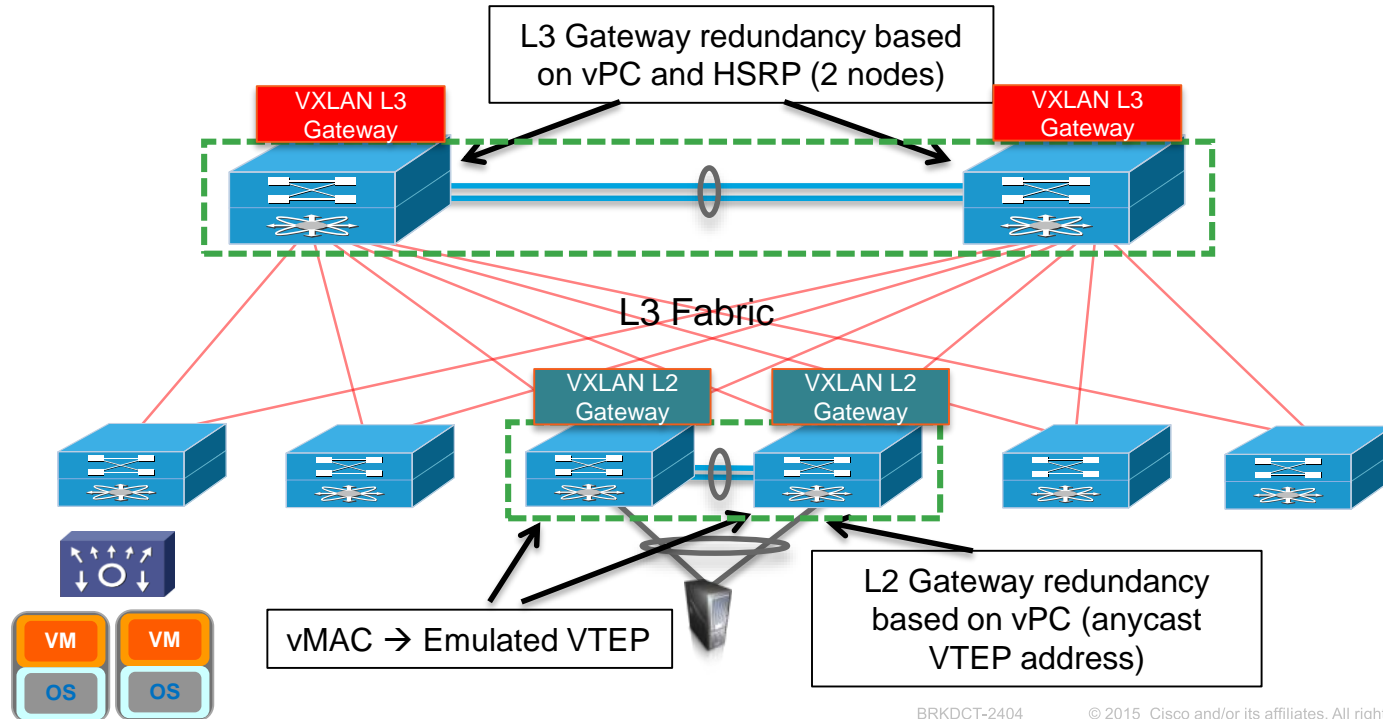 L3 Gateway redundancy based
on vPC and HSRP (2 nodes)
VXLAN L3
Gateway
VXLAN L3
Gateway
L3 Fabric
VXLAN L2
Gateway
VXLAN L2
Gateway
L2 Gateway redundancy
based on vPC (anycast
VTEP address)
vMAC → Emulated VTEP
VM
VM
OS
OS
BRKDCT-2404
© 2015 Cisco and/or its affiliates. All right